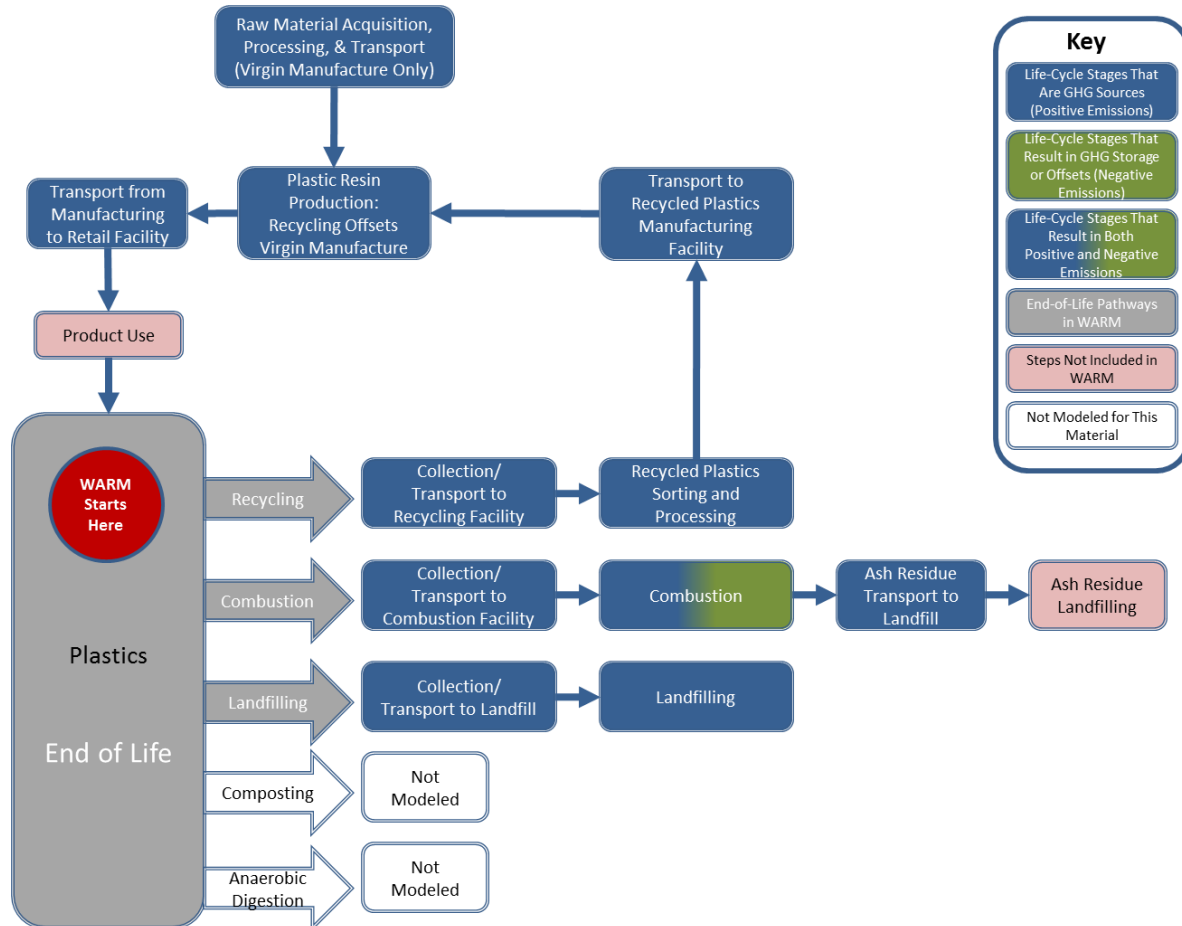 Raw Material Acquisition,
Processing, & Transport
(Virgin Manufacture Only)
Transport from
Manufacturing
to Retail Facility
Plastic Resin
Production:
Recycling Offsets
Virgin Manufacture
Transport to
Recycled Plastics
Manufacturing
Facility
Product Use
WARM
Starts
Here
Plastics
End of Life
Recycling
Collection/
Transport to
Recycling Facility
Recycled Plastics
Sorting and
Processing
Combustion
Collection/
Transport to
Combustion Facility
Combustion
Ash Residue
Transport to
Landfill
Ash Residue
Landfilling
Landfilling
Collection/
Transport to Landfill
Landfilling
Composting
Not
Modeled
Anaerobic
Digestion
Not
Modeled
Key
Life-Cycle Stages That
Are GHG Sources
(Positive Emissions)
Life-Cycle Stages That
Result in GHG Storage
or Offsets (Negative
Emissions)
Life-Cycle Stages That
Result in Both
Positive and Negative
Emissions
End-of-Life Pathways
in WARM
Steps Not Included in
WARM
Not Modeled for This
Material